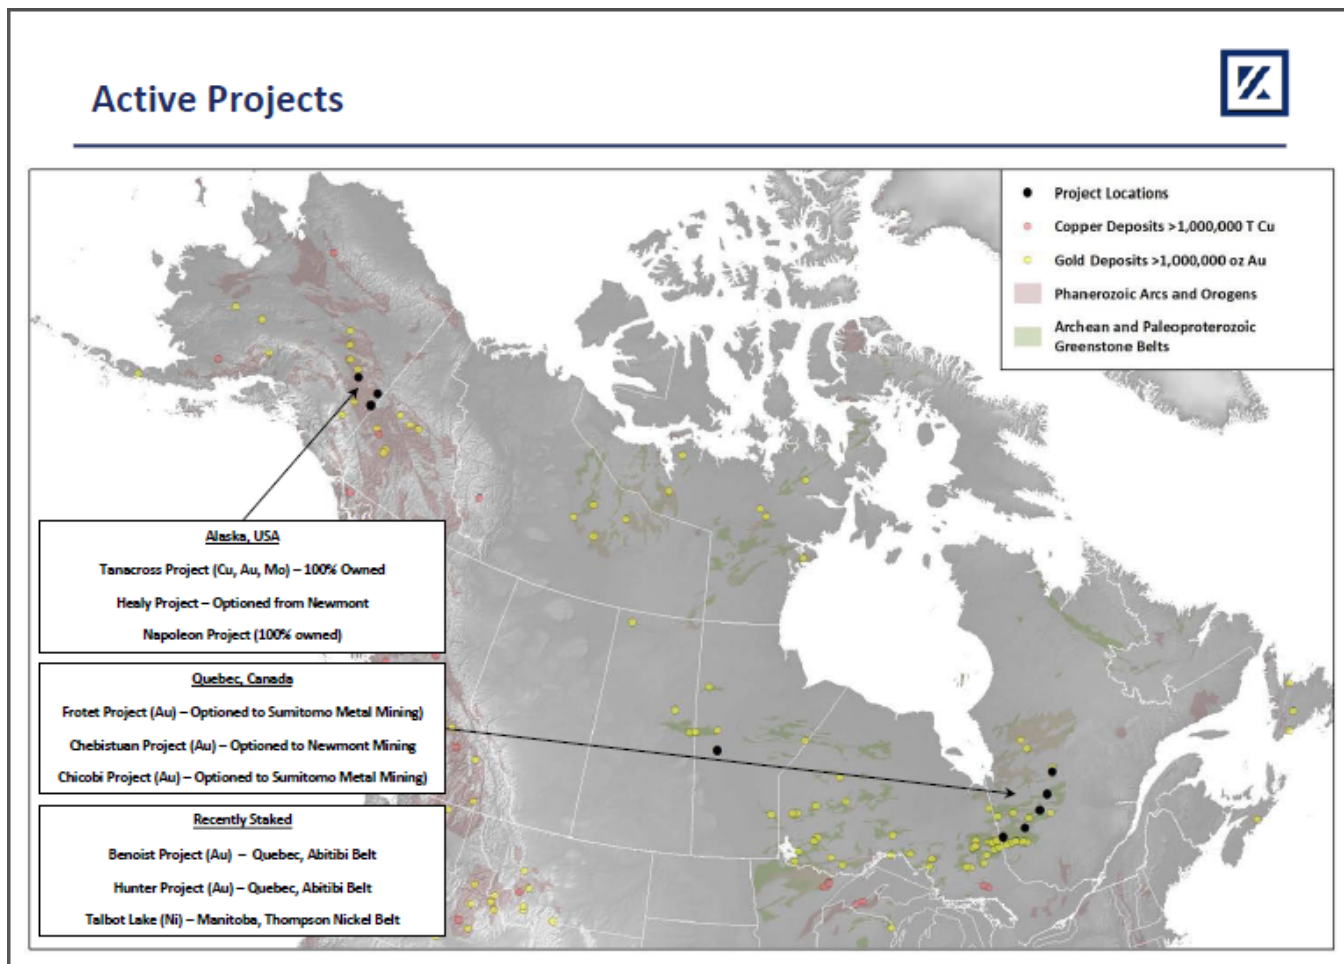 Active Projects
Project Locations
Copper Deposits >1,000,000 T Cu
Gold Deposits >1,000,000 oz Au
Phanerozoic Arcs and Orogens
Archean and Paleoproterozoic
Greenstone Belts
Alaska, USA
Tanacross Project (Cu, Au, Mo) – 100% Owned
Healy Project – Optioned from Newmont
Napoleon Project (100% owned)
Quebec, Canada
Frotet Project (Au) – Optioned to Sumitomo Metal Mining)
Chebistuan Project (Au) – Optioned to Newmont Mining
Chicobi Project (Au) – Optioned to Sumitomo Metal Mining)
Recently Staked
Benoist Project (Au) – Quebec, Abitibi Belt
Hunter Project (Au) – Quebec, Abitibi Belt
Talbot Lake (Ni) – Manitoba, Thompson Nickel Belt